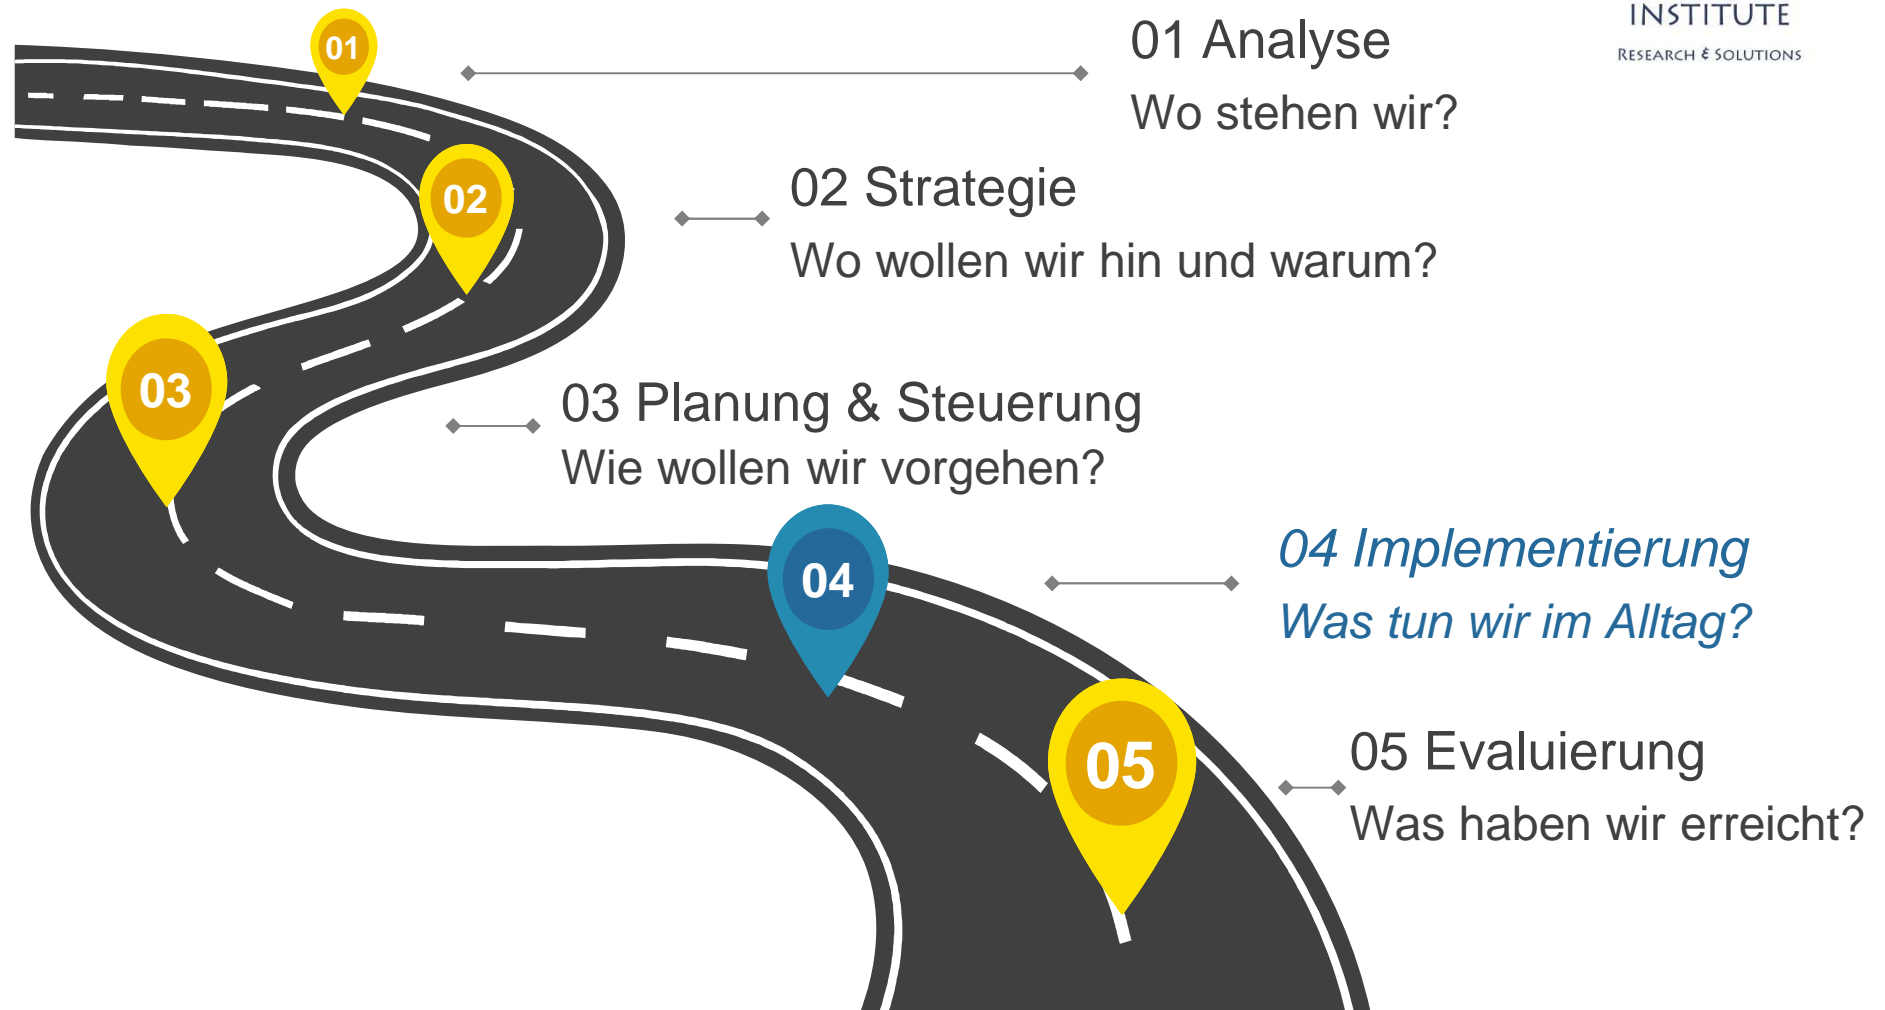 INSTITUTE
RESEARCH & SOLUTIONS
01
01 Analyse
Wo stehen wir?
02
02 Strategie
Wo wollen wir hin und warum?
03
03 Planung & Steuerung
Wie wollen wir vorgehen?
04
04 Implementierung
Was tun wir im Alltag?
05
05 Evaluierung
Was haben wir erreicht?